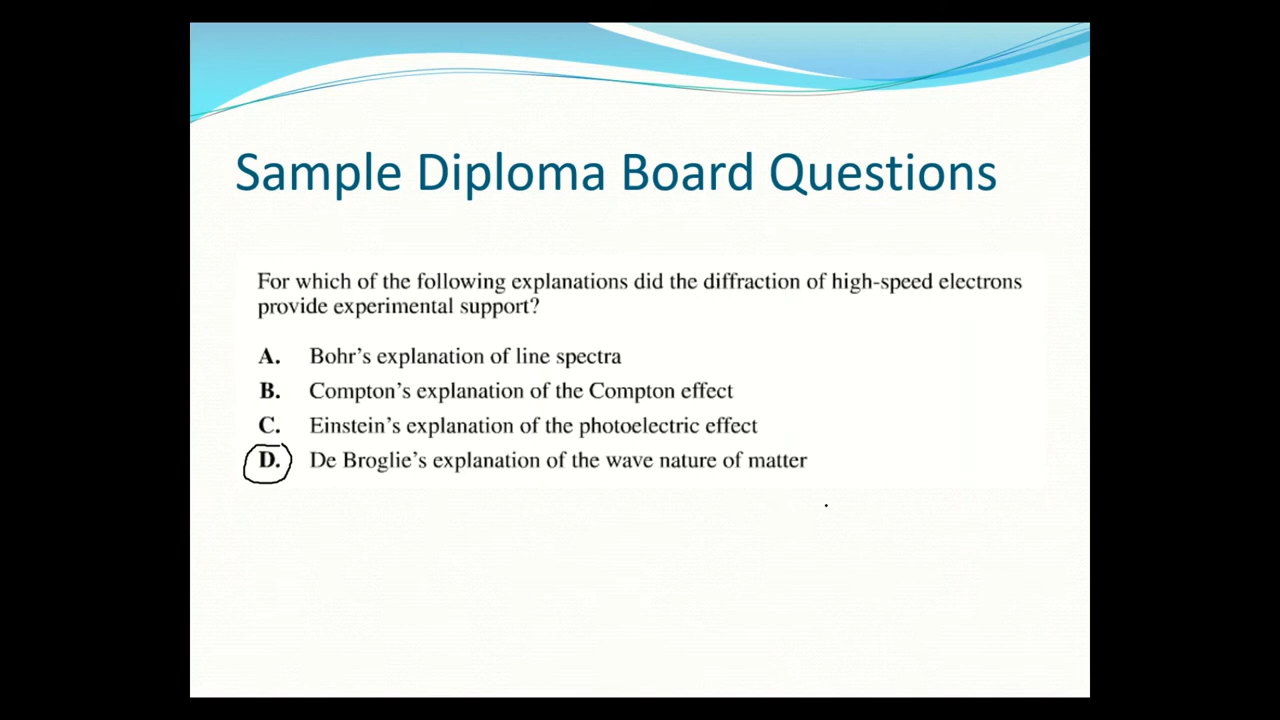 Sample Diploma Board Questions
For which of the following explanations did the diffraction of high-speed electrons
provide experimental support?
A. Bohr's explanation of line spectra
B. Compton's explanation of the Compton effect
C. Einstein's explanation of the photoelectric effect
D. De Broglie's explanation of the wave nature of matter